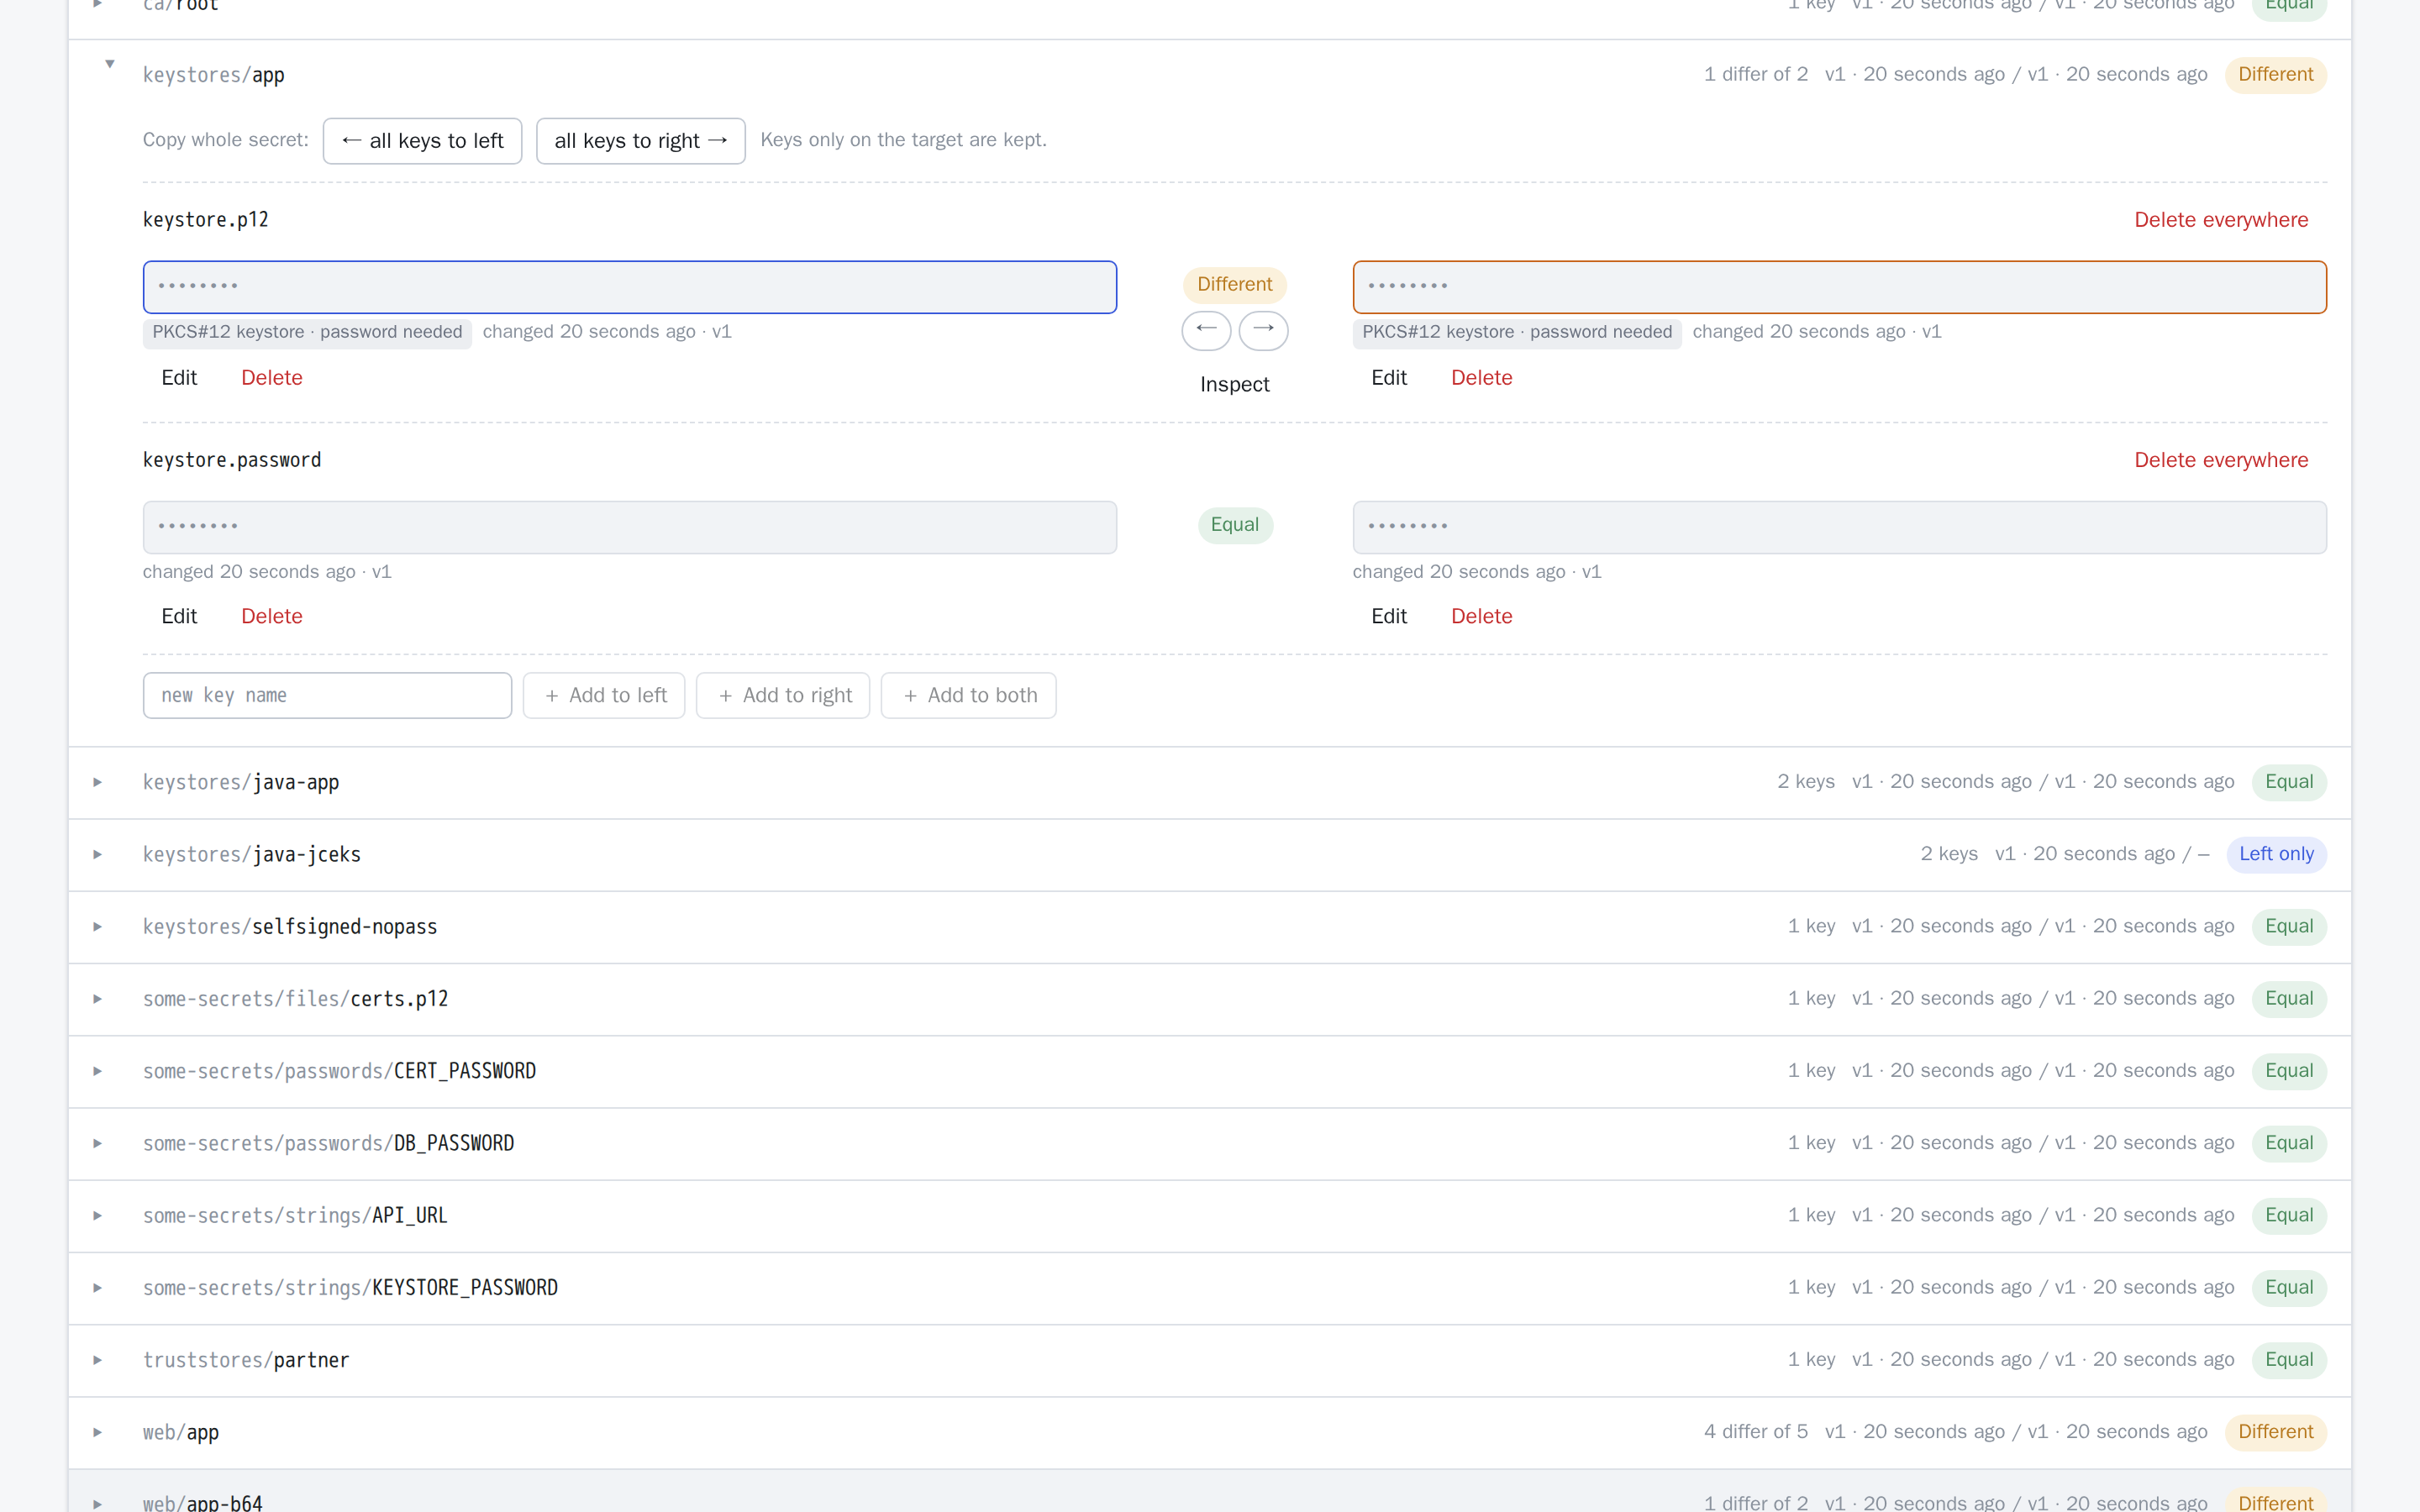 ca/root 1 key v1 · 20 seconds ago / v1 · 20 seconds ago Equal
▼ keystores/app 1 differ of 2 v1 · 20 seconds ago / v1 · 20 seconds ago Different
Copy whole secret: ← all keys to left all keys to right → Keys only on the target are kept.
keystore.p12 Delete everywhere
•••••••• Different ••••••••
PKCS#12 keystore · password needed changed 20 seconds ago · v1 ← → PKCS#12 keystore · password needed changed 20 seconds ago · v1
Edit Delete Inspect Edit Delete
keystore.password Delete everywhere
•••••••• Equal ••••••••
changed 20 seconds ago · v1 changed 20 seconds ago · v1
Edit Delete Edit Delete
new key name + Add to left + Add to right + Add to both
▶ keystores/java-app 2 keys v1 · 20 seconds ago / v1 · 20 seconds ago Equal
▶ keystores/java-jceks 2 keys v1 · 20 seconds ago / – Left only
▶ keystores/selfsigned-nopass 1 key v1 · 20 seconds ago / v1 · 20 seconds ago Equal
▶ some-secrets/files/certs.p12 1 key v1 · 20 seconds ago / v1 · 20 seconds ago Equal
▶ some-secrets/passwords/CERT_PASSWORD 1 key v1 · 20 seconds ago / v1 · 20 seconds ago Equal
▶ some-secrets/passwords/DB_PASSWORD 1 key v1 · 20 seconds ago / v1 · 20 seconds ago Equal
▶ some-secrets/strings/API_URL 1 key v1 · 20 seconds ago / v1 · 20 seconds ago Equal
▶ some-secrets/strings/KEYSTORE_PASSWORD 1 key v1 · 20 seconds ago / v1 · 20 seconds ago Equal
▶ truststores/partner 1 key v1 · 20 seconds ago / v1 · 20 seconds ago Equal
▶ web/app 4 differ of 5 v1 · 20 seconds ago / v1 · 20 seconds ago Different
▶ web/app-b64 1 differ of 2 v1 · 20 seconds ago / v1 · 20 seconds ago Different